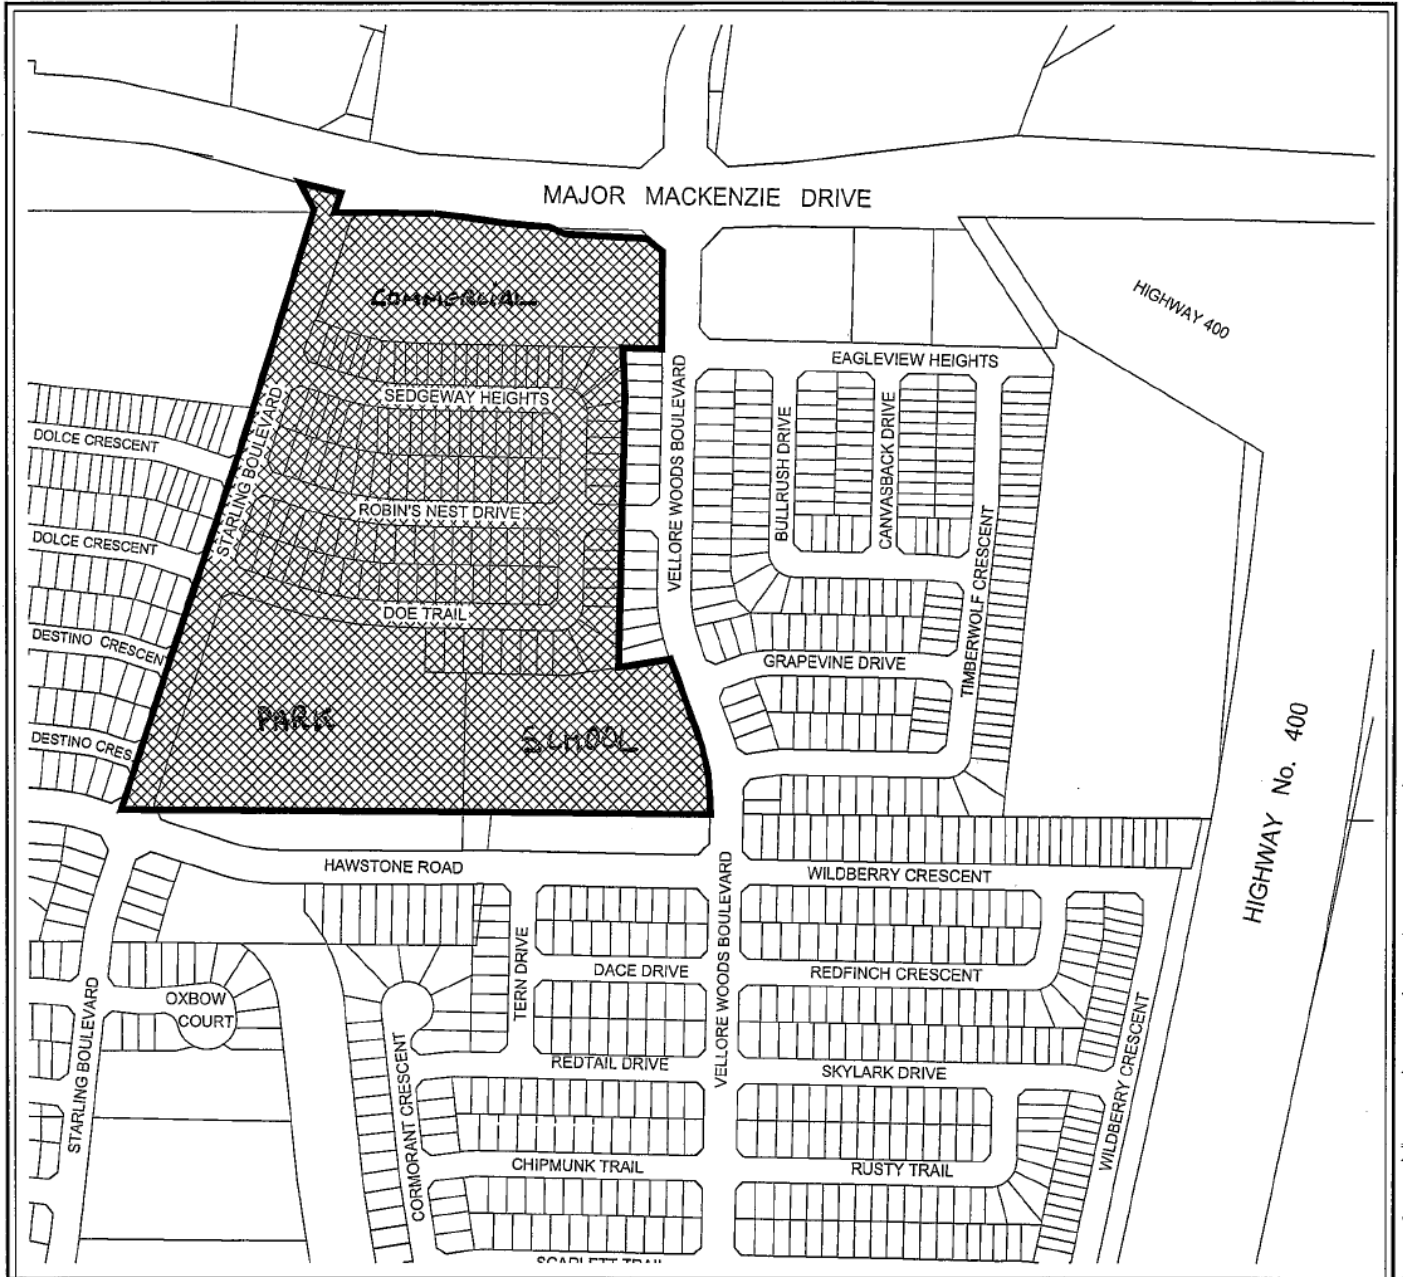 MAJOR MACKENZIE DRIVE
COMMERCIAL
HIGHWAY 400
EAGLEVIEW HEIGHTS
SEDGEWAY HEIGHTS
STARLING BOULEVARD
VELLORE WOODS BOULEVARD
BULLRUSH DRIVE
CANVASBACK DRIVE
DOLCE CRESCENT
ROBIN'S NEST DRIVE
DOLCE CRESCENT
TIMBERWOLF CRESCENT
DOE TRAIL
DESTINO CRESCENT
GRAPEVINE DRIVE
PARK
SCHOOL
DESTINO CRES
HIGHWAY No. 400
HAWSTONE ROAD
WILDBERRY CRESCENT
VELLORE WOODS BOULEVARD
TERN DRIVE
DACE DRIVE
REDFINCH CRESCENT
OXBOW
COURT
STARLING BOULEVARD
CORMORANT CRESCENT
REDTAIL DRIVE
SKYLARK DRIVE
WILDBERRY CRESCENT
CHIPMUNK TRAIL
RUSTY TRAIL
SCARLETT TRAIL